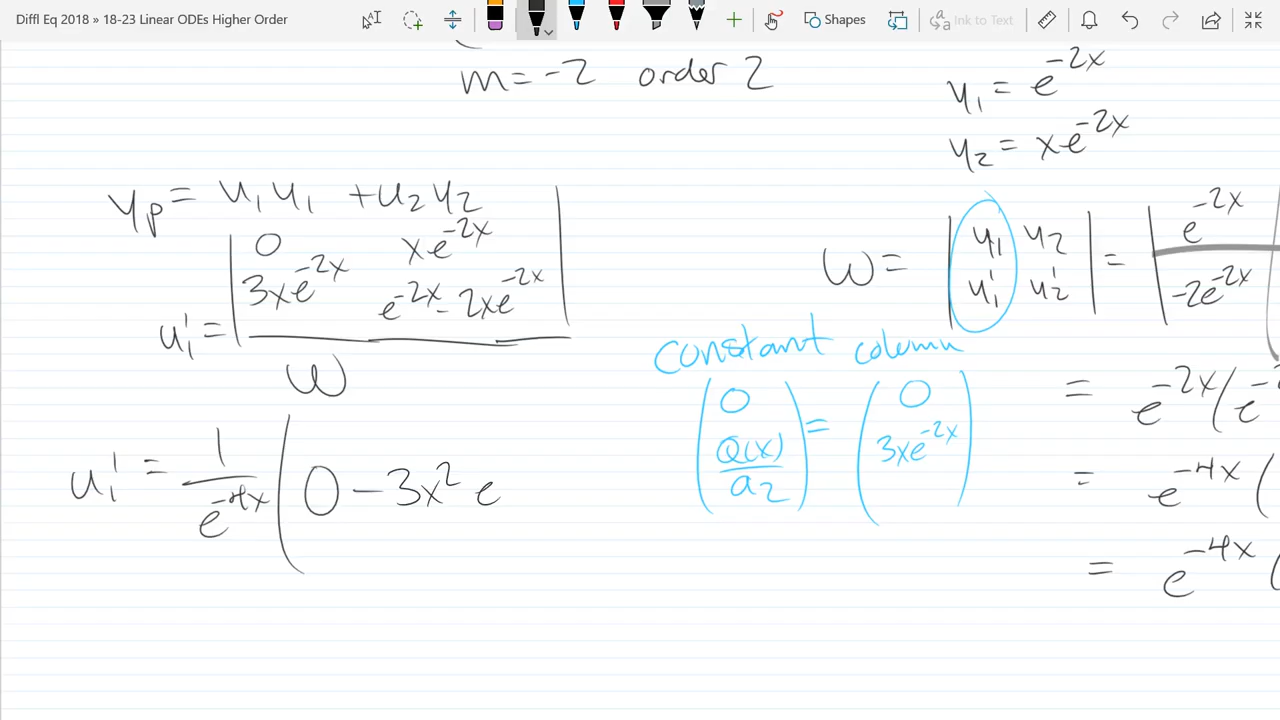 Diffl Eq 2018 » 18-23 Linear ODEs Higher Order
Shapes
Ink to Text
m = -2 order 2
y₁ = e^{-2x}
y₂ = xe^{-2x}
yp = u₁y₁ + u₂y₂
u₁' = | 0 xe^{-2x} |
| 3xe^{-2x} e^{-2x} - 2xe^{-2x} |
W
W = | y₁ y₂ | = | e^{-2x}
| y₁' y₂' | | -2e^{-2x}
constant column
( 0 ) = ( 0 )
( Q(x)/a₂ ) ( 3xe^{-2x} )
= e^{-2x}(e^{-2
= e^{-4x}(
= e^{-4x}(
u₁' = 1/e^{-4x} ( 0 - 3x² e